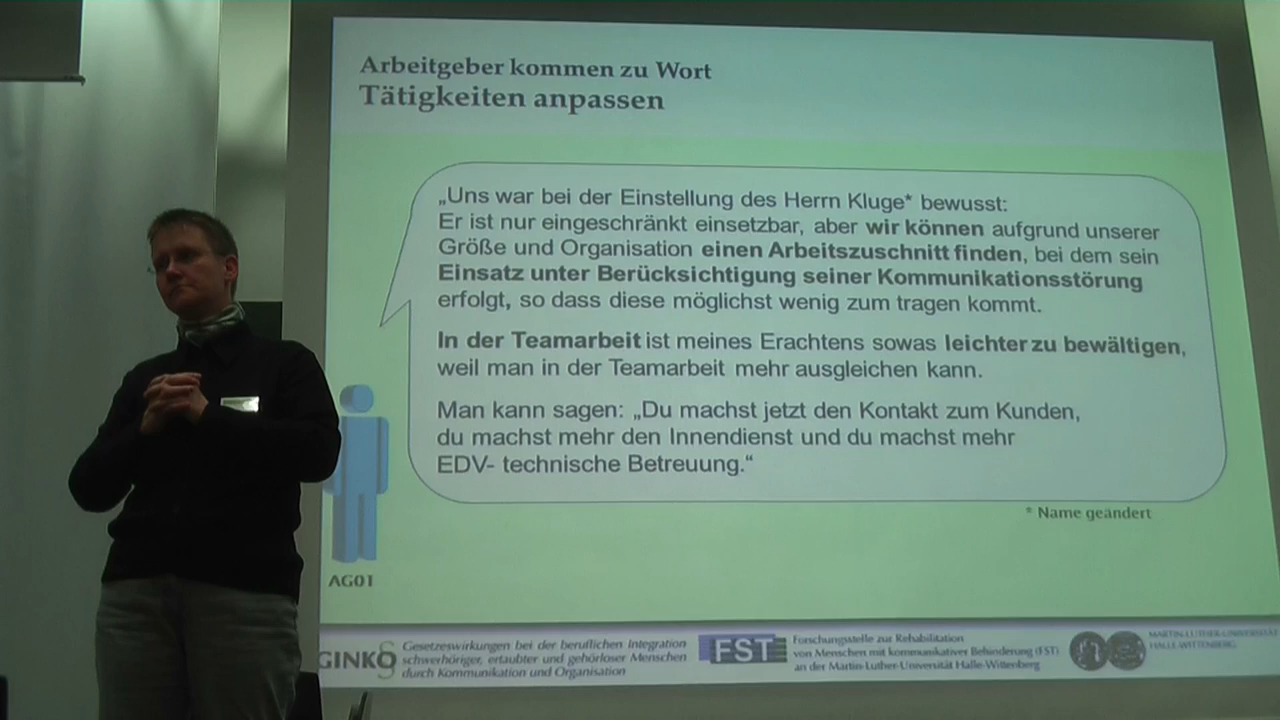 Arbeitgeber kommen zu Wort
Tätigkeiten anpassen
„Uns war bei der Einstellung des Herrn Kluge* bewusst:
Er ist nur eingeschränkt einsetzbar, aber wir können aufgrund unserer
Größe und Organisation einen Arbeitszuschnitt finden, bei dem sein
Einsatz unter Berücksichtigung seiner Kommunikationsstörung
erfolgt, so dass diese möglichst wenig zum tragen kommt.
In der Teamarbeit ist meines Erachtens sowas leichter zu bewältigen,
weil man in der Teamarbeit mehr ausgleichen kann.
Man kann sagen: „Du machst jetzt den Kontakt zum Kunden,
du machst mehr den Innendienst und du machst mehr
EDV- technische Betreuung.“
* Name geändert
AG01
GINKO
Gesetzeswirkungen bei der beruflichen Integration
schwerhöriger, ertaubter und gehörloser Menschen
durch Kommunikation und Organisation
FST
Forschungsstelle zur Rehabilitation
von Menschen mit kommunikativer Behinderung (FST)
an der Martin-Luther-Universität Halle-Wittenberg
MARTIN-LUTHER-UNIVERSITÄT
HALLE-WITTENBERG